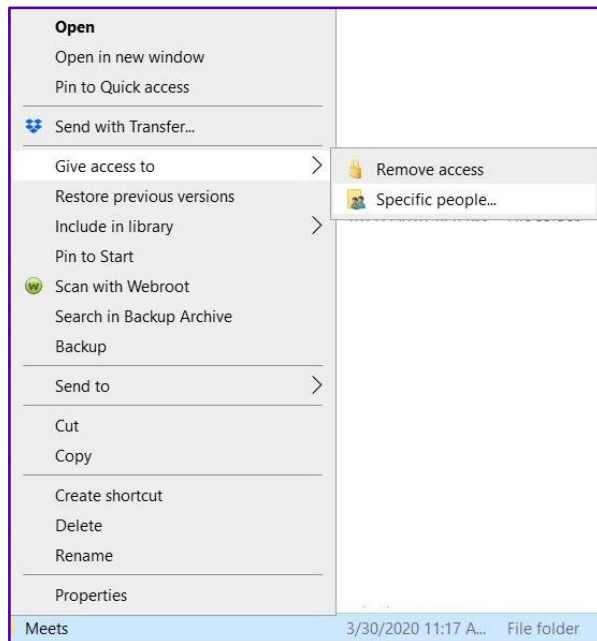 Open
Open in new window
Pin to Quick access
Send with Transfer...
Give access to
Remove access
Restore previous versions
Specific people...
Include in library
Pin to Start
Scan with Webroot
Search in Backup Archive
Backup
Send to
Cut
Copy
Create shortcut
Delete
Rename
Properties
Meets 3/30/2020 11:17 A... File folder